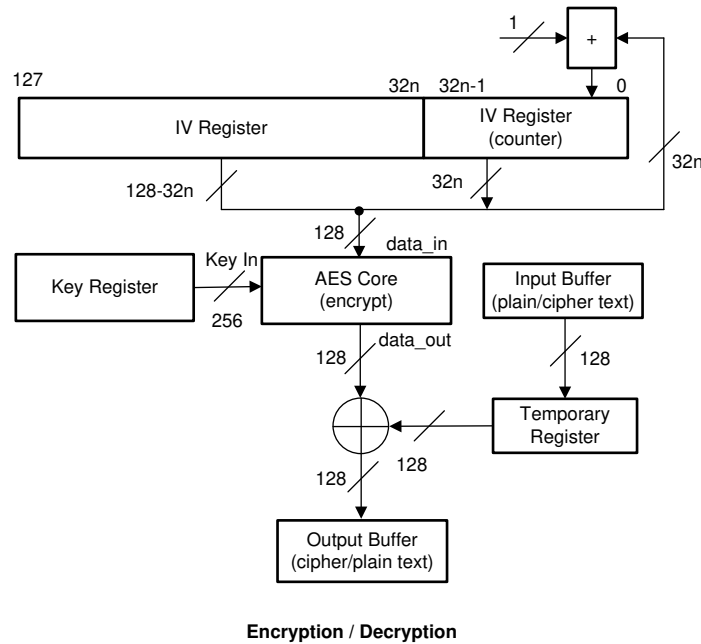 1
+
127
32n
32n-1
0
IV Register
IV Register
(counter)
128-32n
32n
32n
128
data_in
Key Register
Key In
256
AES Core
(encrypt)
Input Buffer
(plain/cipher text)
128
data_out
128
Temporary
Register
128
128
Output Buffer
(cipher/plain text)
Encryption / Decryption